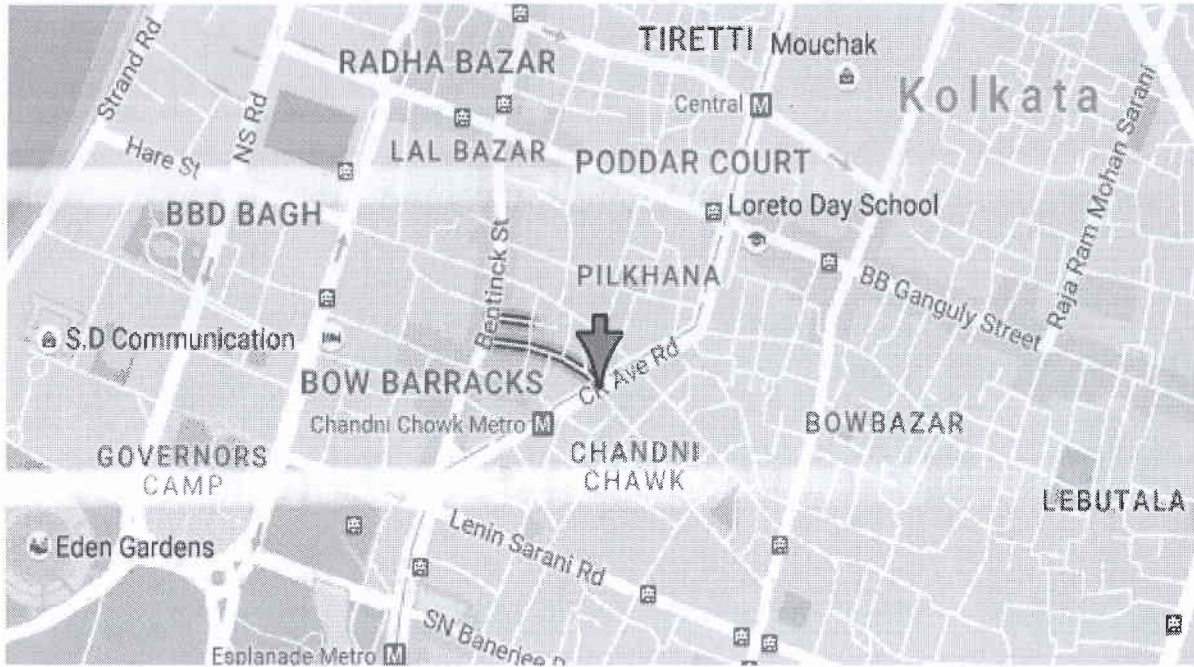 TIRETTI
Mouchak
Strand Rd
RADHA BAZAR
Kolkata
Central M
NS Rd
Hare St
LAL BAZAR
PODDAR COURT
Raja Ram Mohan Sarani
BBD BAGH
Loreto Day School
Bentinck St
PILKHANA
BB Ganguly Street
S.D Communication
BOW BARRACKS
Ave Rd
Chandni Chowk Metro M
BOWBAZAR
GOVERNORS
CAMP
CHANDNI
CHAWK
LEBUTALA
Lenin Sarani Rd
Eden Gardens
SN Banerjee
Esplanade Metro M